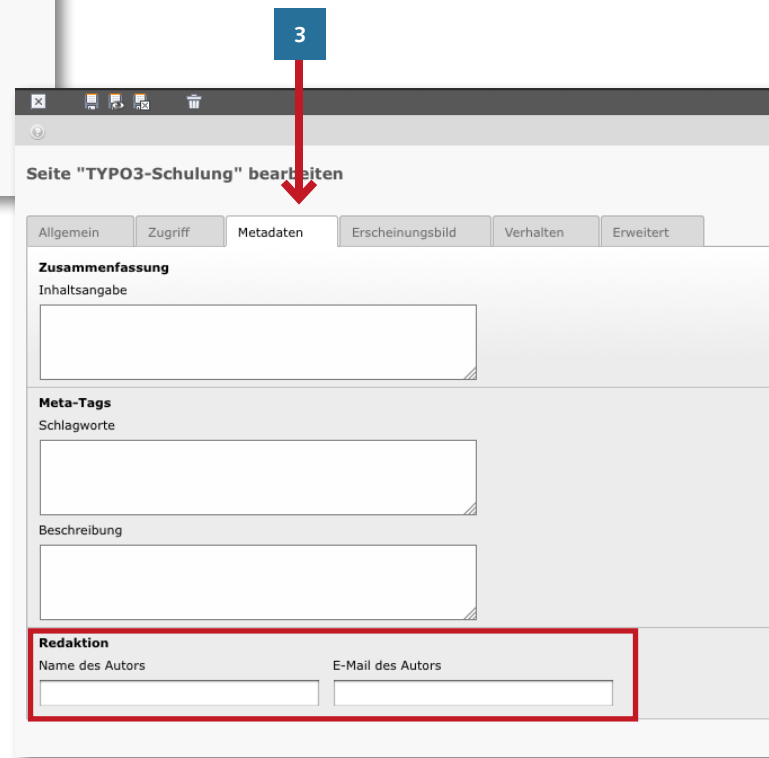 3
Seite "TYPO3-Schulung" bearbeiten
Allgemein Zugriff Metadaten Erscheinungsbild Verhalten Erweitert
Zusammenfassung
Inhaltsangabe
Meta-Tags
Schlagworte
Beschreibung
Redaktion
Name des Autors E-Mail des Autors